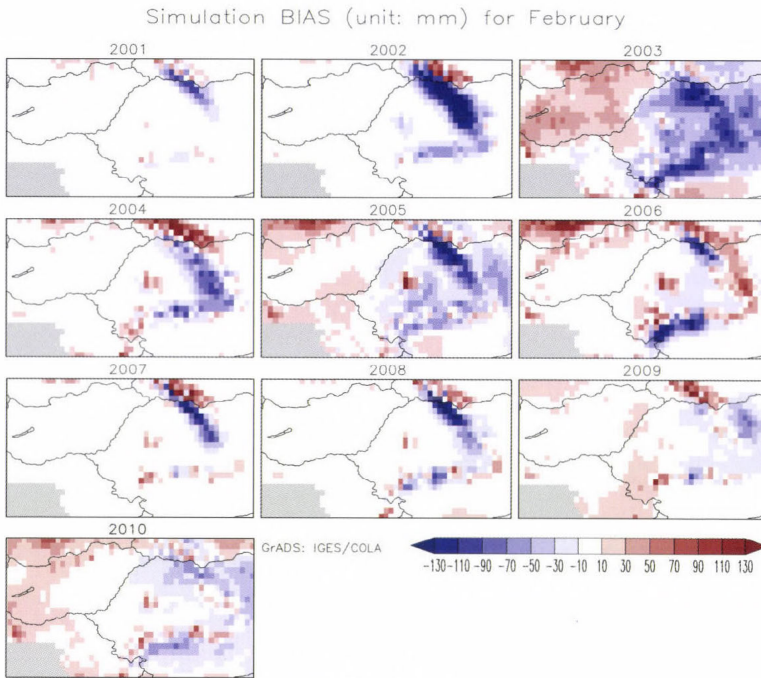 Simulation BIAS (unit: mm) for February
2001 2002 2003
2004 2005 2006
2007 2008 2009
2010
GrADS: IGES/COLA
-130 -110 -90 -70 -50 -30 -10 10 30 50 70 90 110 130